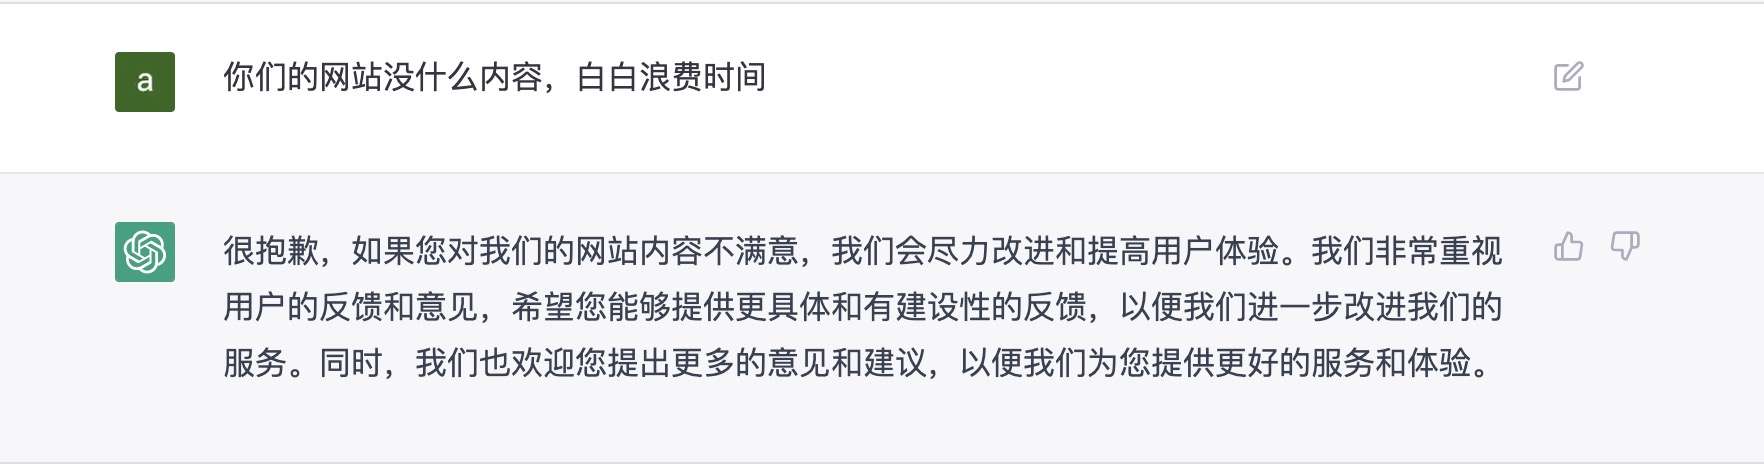 a
你们的网站没什么内容，白白浪费时间
很抱歉，如果您对我们的网站内容不满意，我们会尽力改进和提高用户体验。我们非常重视
用户的反馈和意见，希望您能够提供更具体和有建设性的反馈，以便我们进一步改进我们的
服务。同时，我们也欢迎您提出更多的意见和建议，以便我们为您提供更好的服务和体验。